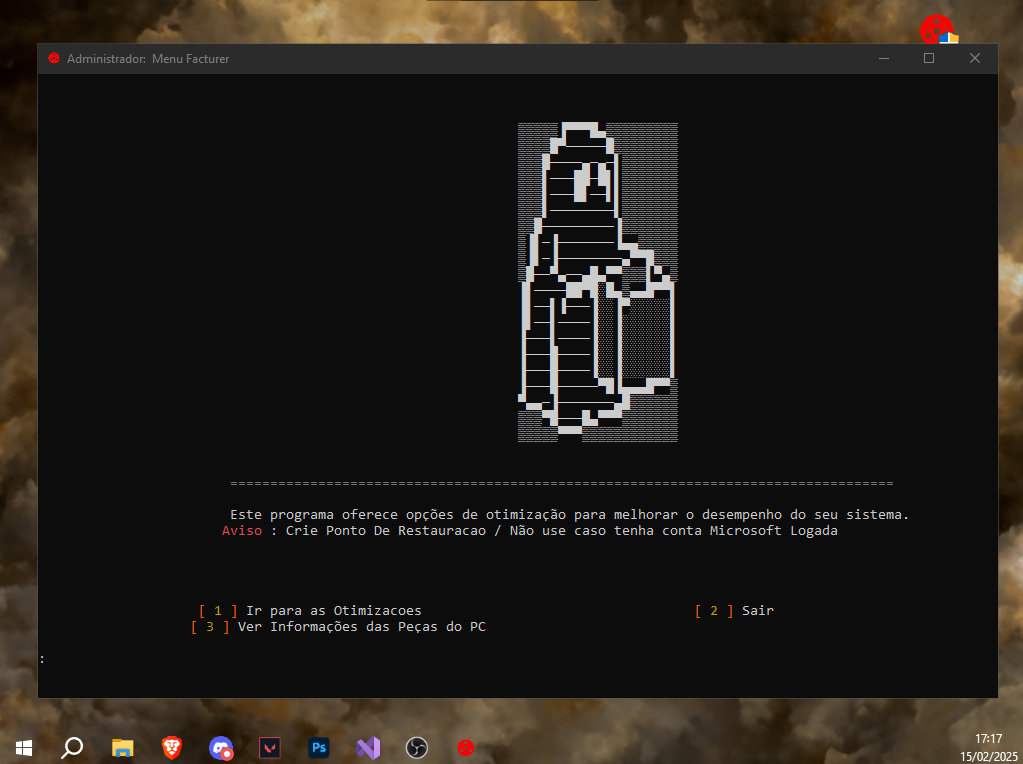 Administrador:  Menu Facturer
===================================================================================
Este programa oferece opções de otimização para melhorar o desempenho do seu sistema.
Aviso : Crie Ponto De Restauracao / Não use caso tenha conta Microsoft Logada
[ 1 ] Ir para as Otimizacoes
[ 2 ] Sair
[ 3 ] Ver Informações das Peças do PC
:
Ps
17:17
15/02/2025